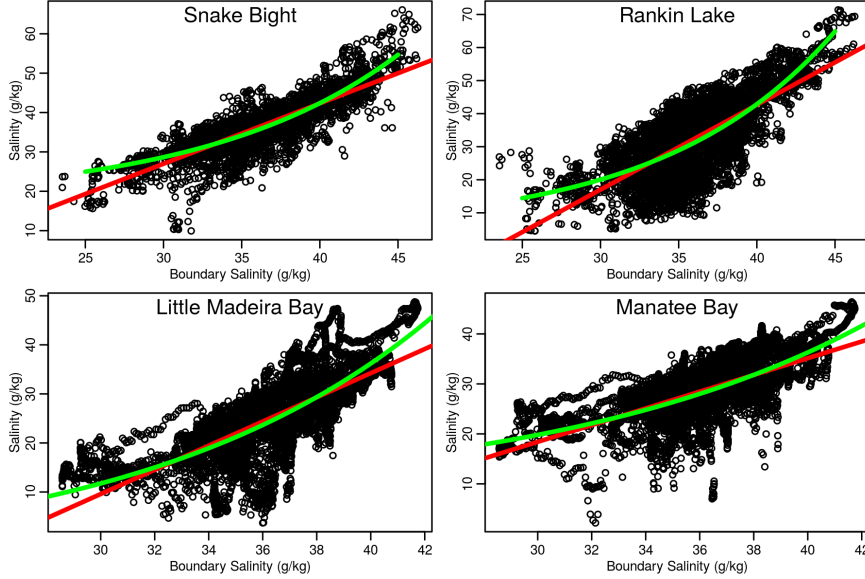 Snake Bight
Salinity (g/kg)
60
50
40
30
20
10
25 30 35 40 45
Boundary Salinity (g/kg)
Rankin Lake
Salinity (g/kg)
70
60
50
40
30
20
10
25 30 35 40 45
Boundary Salinity (g/kg)
Little Madeira Bay
Salinity (g/kg)
50
40
30
20
10
30 32 34 36 38 40 42
Boundary Salinity (g/kg)
Manatee Bay
Salinity (g/kg)
40
30
20
10
30 32 34 36 38 40 42
Boundary Salinity (g/kg)